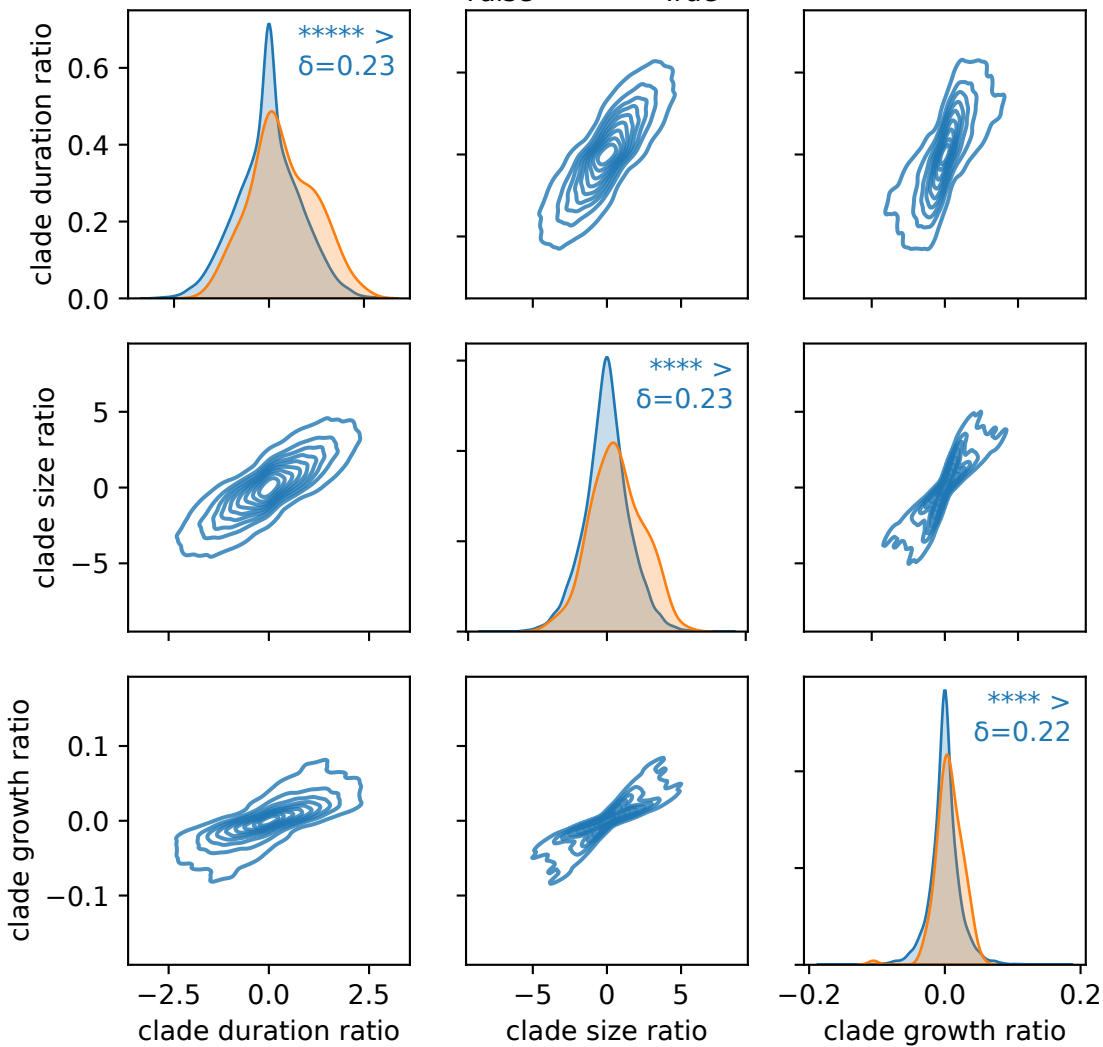 0.6
0.4
0.2
0.0
clade duration ratio
***** >
δ=0.23
5
0
−5
clade size ratio
**** >
δ=0.23
0.1
0.0
−0.1
clade growth ratio
**** >
δ=0.22
−2.5 0.0 2.5
clade duration ratio
−5 0 5
clade size ratio
−0.2 0.0 0.2
clade growth ratio